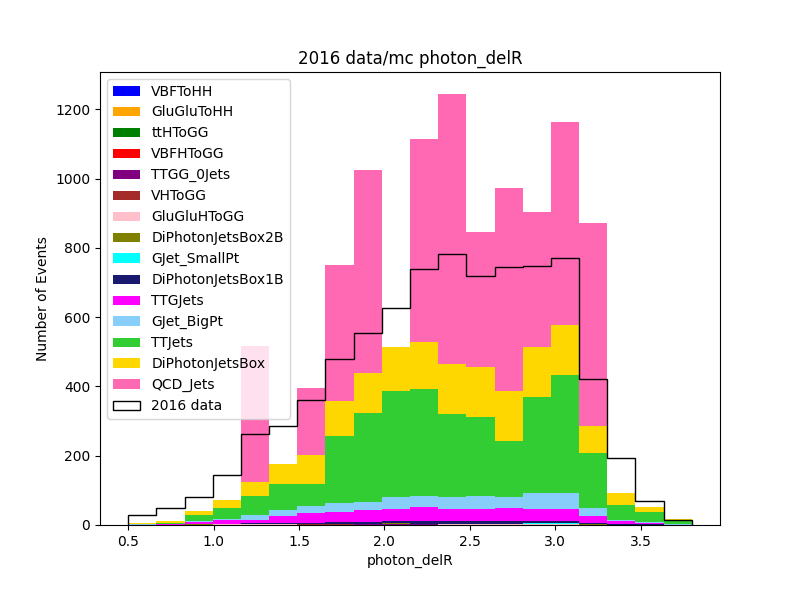 2016 data/mc photon_delR
Number of Events
1200
1000
800
600
400
200
0
VBFToHH
GluGluToHH
ttHToGG
VBFHToGG
TTGG_0Jets
VHToGG
GluGluHToGG
DiPhotonJetsBox2B
GJet_SmallPt
DiPhotonJetsBox1B
TTGJets
GJet_BigPt
TTJets
DiPhotonJetsBox
QCD_Jets
2016 data
0.5 1.0 1.5 2.0 2.5 3.0 3.5
photon_delR